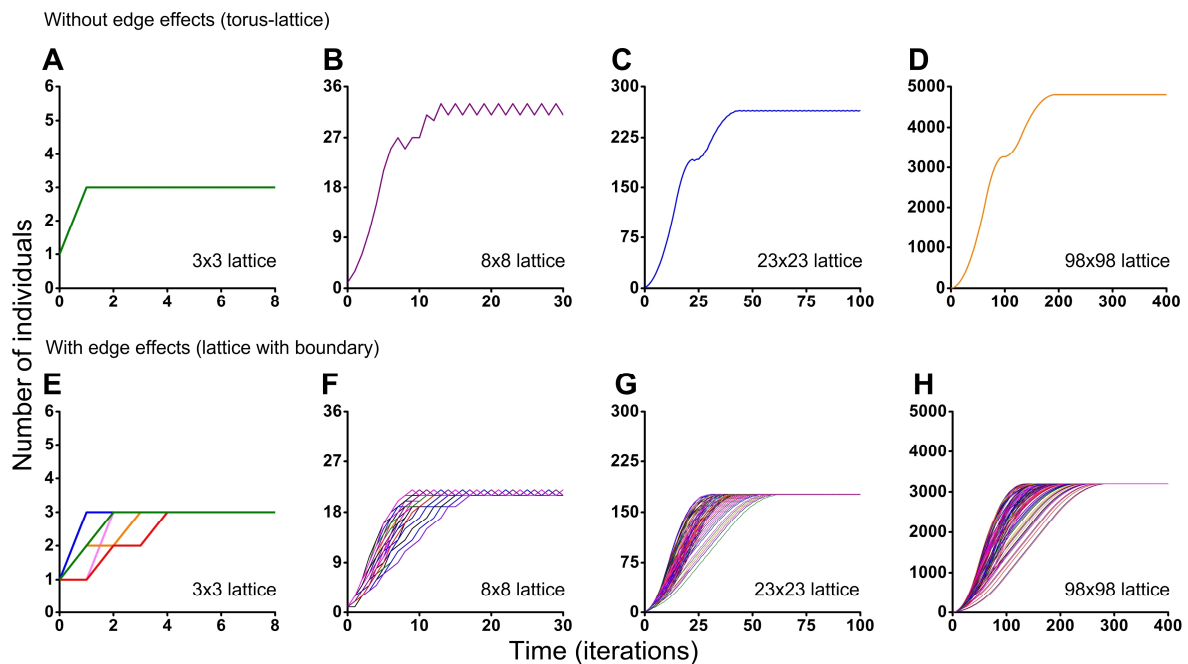 Without edge effects (torus-lattice)
A B C D
6 36 300 5000
5 27 225 4000
4 18 150 3000
3 9 75 2000
2 0 0 1000
1 0
0
3x3 lattice 8x8 lattice 23x23 lattice 98x98 lattice
0 2 4 6 8 0 10 20 30 0 25 50 75 100 0 100 200 300 400
Number of individuals
With edge effects (lattice with boundary)
E F G H
6 36 300 5000
5 27 225 4000
4 18 150 3000
3 9 75 2000
2 0 0 1000
1 0
0
3x3 lattice 8x8 lattice 23x23 lattice 98x98 lattice
0 2 4 6 8 0 10 20 30 0 25 50 75 100 0 100 200 300 400
Time (iterations)